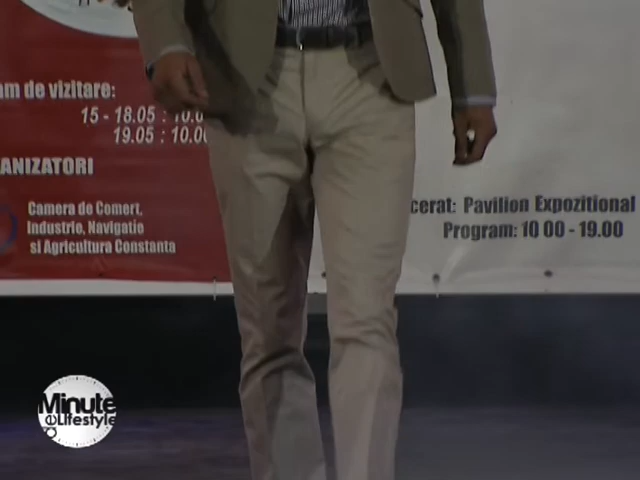 am de vizitare:
15 - 18.05 : 10.0
19.05 : 10.00
ANIZATORI
Camera de Comert,
Industrie, Navigatie
si Agricultura Constanta
cerat: Pavilion Expozitional
Program: 10 00 - 19.00
Minute
de Lifestyle